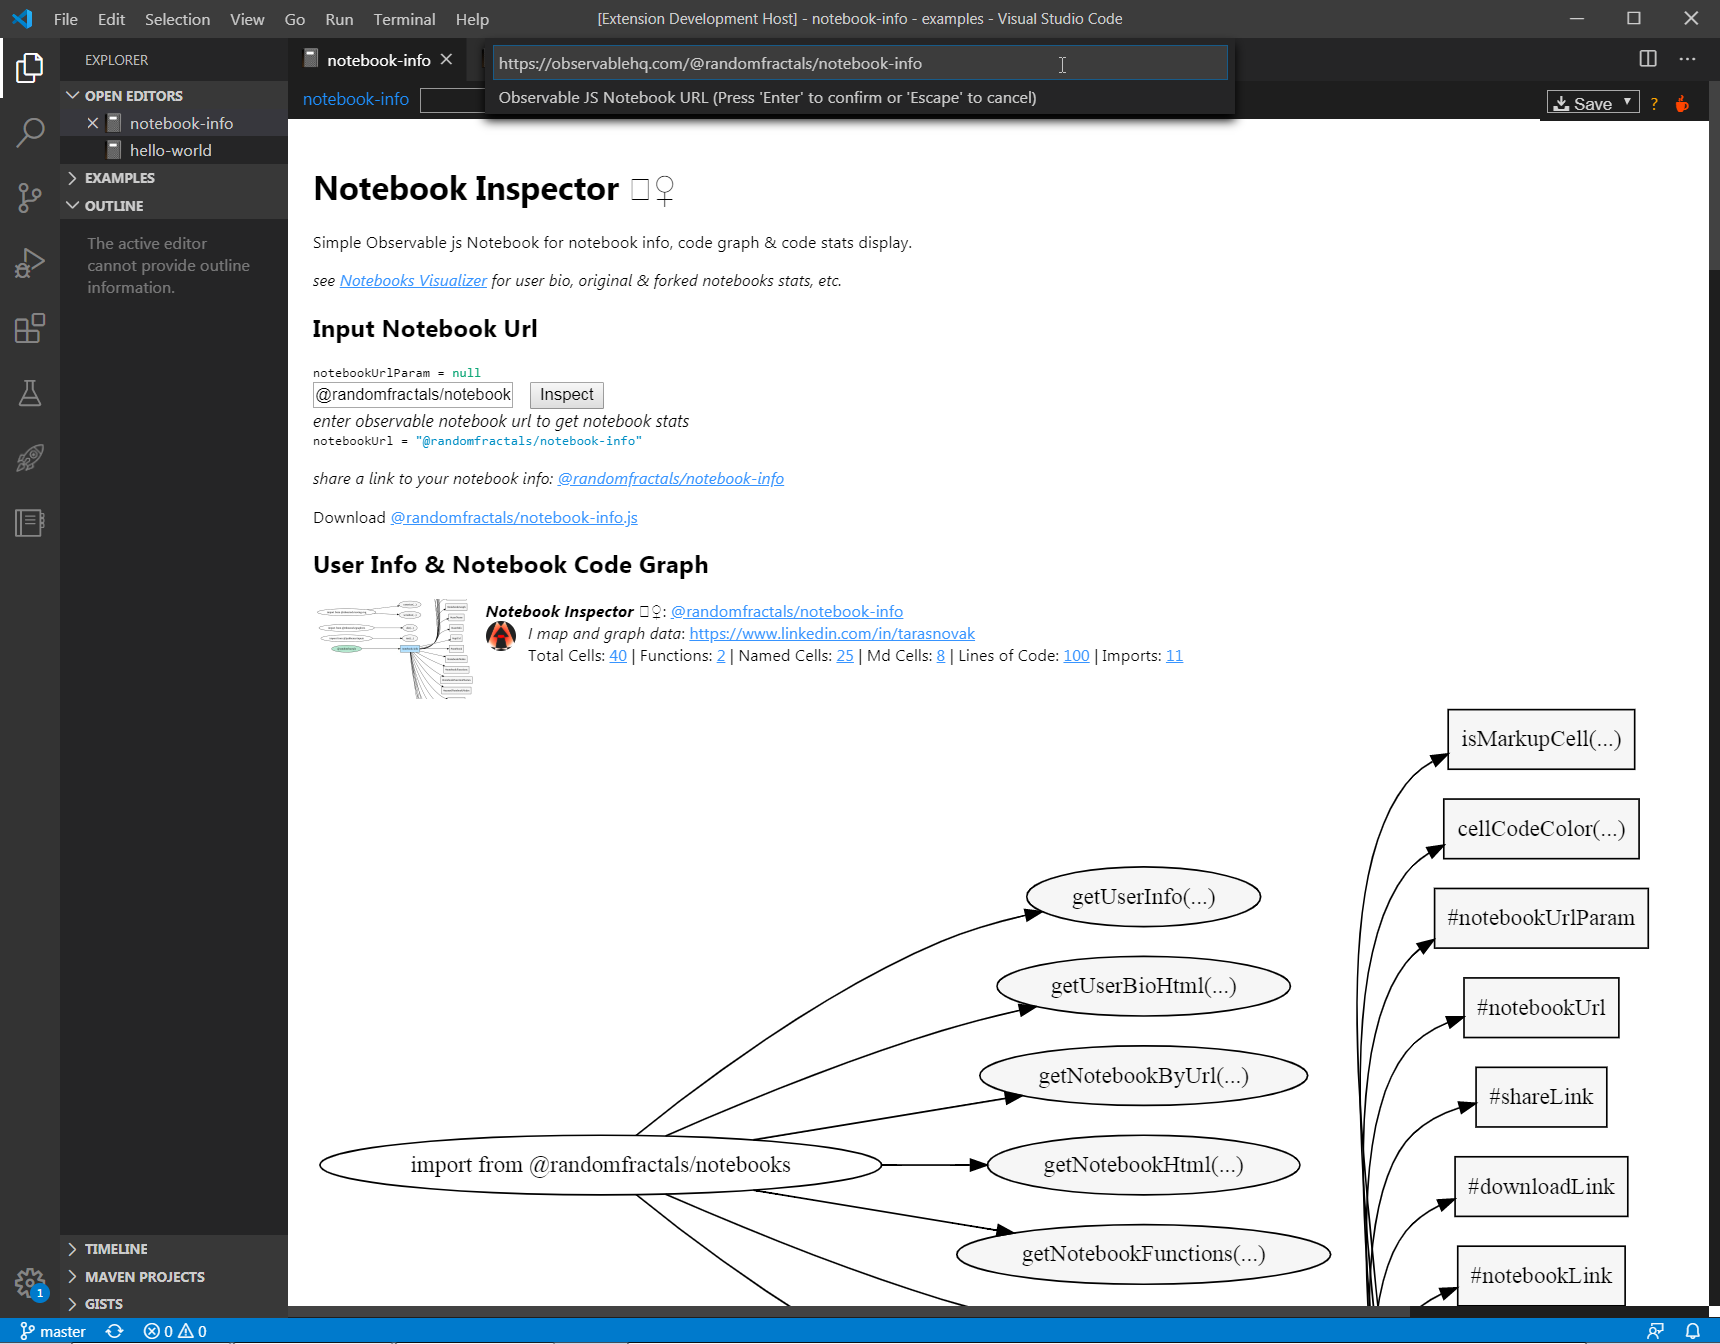 File Edit Selection View Go Run Terminal Help
[Extension Development Host] - notebook-info - examples - Visual Studio Code
EXPLORER
OPEN EDITORS
notebook-info
hello-world
EXAMPLES
OUTLINE
The active editor
cannot provide outline
information.
TIMELINE
MAVEN PROJECTS
GISTS
1
notebook-info
https://observablehq.com/@randomfractals/notebook-info
Observable JS Notebook URL (Press 'Enter' to confirm or 'Escape' to cancel)
notebook-info
Save
?
Notebook Inspector □♀
Simple Observable js Notebook for notebook info, code graph & code stats display.
see Notebooks Visualizer for user bio, original & forked notebooks stats, etc.
Input Notebook Url
notebookUrlParam = null
@randomfractals/notebook
Inspect
enter observable notebook url to get notebook stats
notebookUrl = "@randomfractals/notebook-info"
share a link to your notebook info: @randomfractals/notebook-info
Download @randomfractals/notebook-info.js
User Info & Notebook Code Graph
Notebook Inspector □♀: @randomfractals/notebook-info
I map and graph data: https://www.linkedin.com/in/tarasnovak
Total Cells: 40 | Functions: 2 | Named Cells: 25 | Md Cells: 8 | Lines of Code: 100 | Imports: 11
isMarkupCell(...)
cellCodeColor(...)
getUserInfo(...)
#notebookUrlParam
getUserBioHtml(...)
#notebookUrl
getNotebookByUrl(...)
#shareLink
import from @randomfractals/notebooks
getNotebookHtml(...)
#downloadLink
getNotebookFunctions(...)
#notebookLink
master
0
0